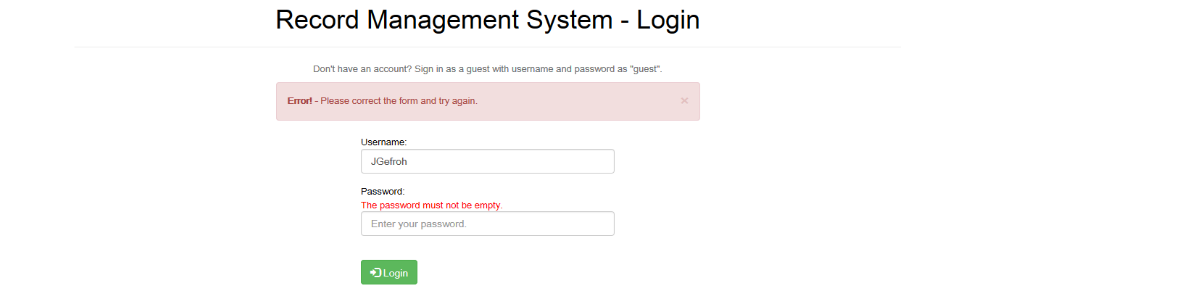 Record Management System - Login
Don't have an account? Sign in as a guest with username and password as "guest".
Error! - Please correct the form and try again. ×
Username:
JGefroh
Password:
The password must not be empty.
Enter your password.
Login